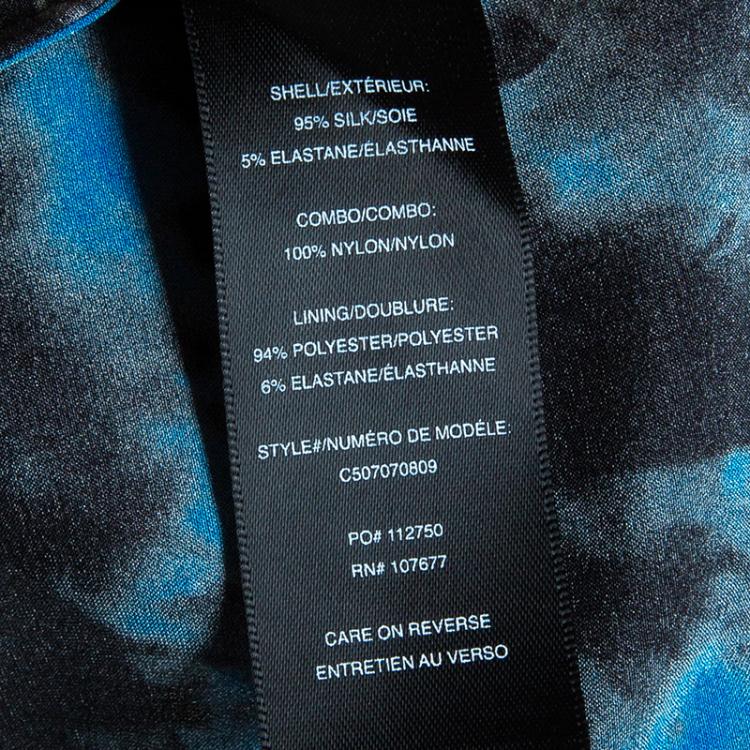 SHELL/EXTÉRIEUR:
95% SILK/SOIE
5% ELASTANE/ÉLASTHANNE
COMBO/COMBO:
100% NYLON/NYLON
LINING/DOUBLURE:
94% POLYESTER/POLYESTER
6% ELASTANE/ÉLASTHANNE
STYLE#/NUMÉRO DE MODÉLE:
C507070809
PO# 112750
RN# 107677
CARE ON REVERSE
ENTRETIEN AU VERSO